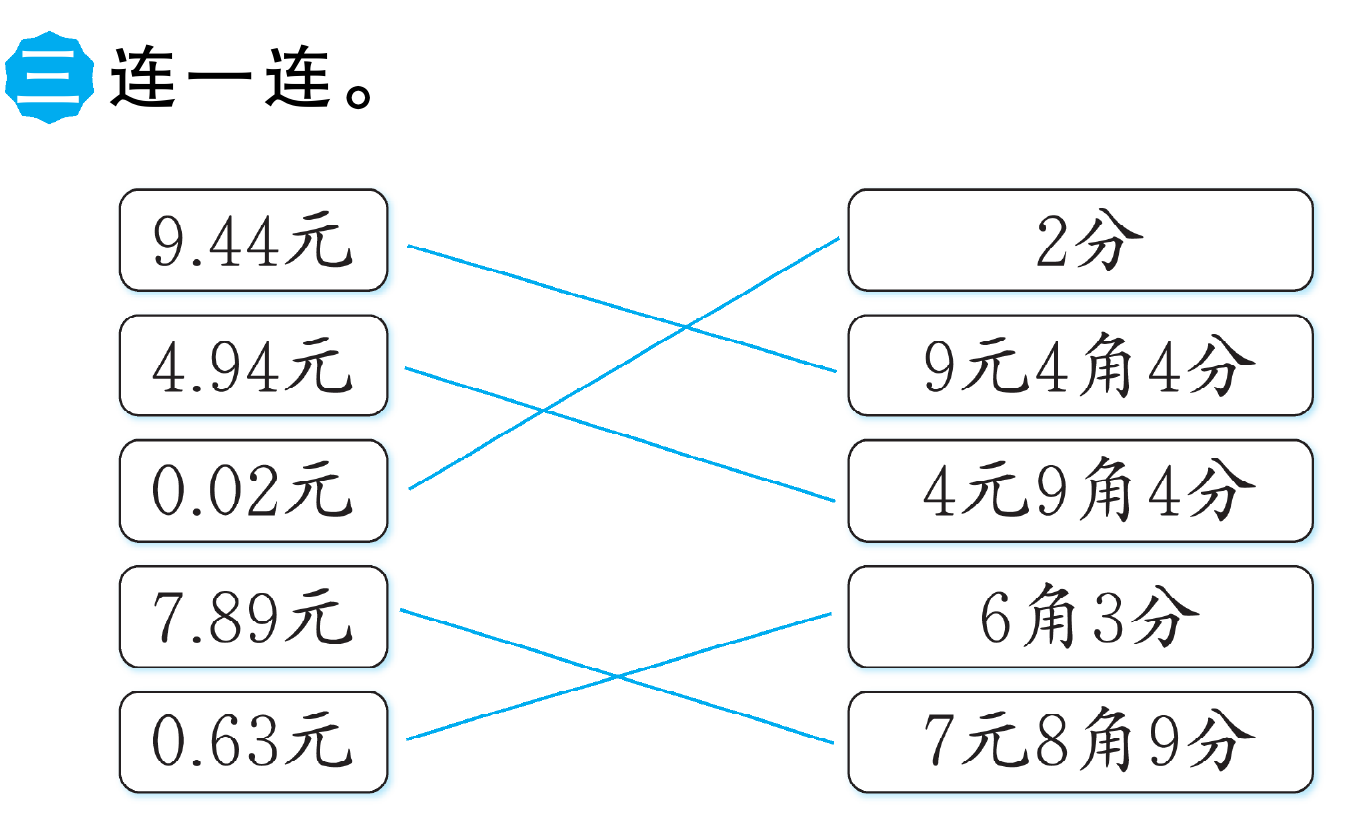 三 连一连。
9.44元 2分
4.94元 9元4角4分
0.02元 4元9角4分
7.89元 6角3分
0.63元 7元8角9分